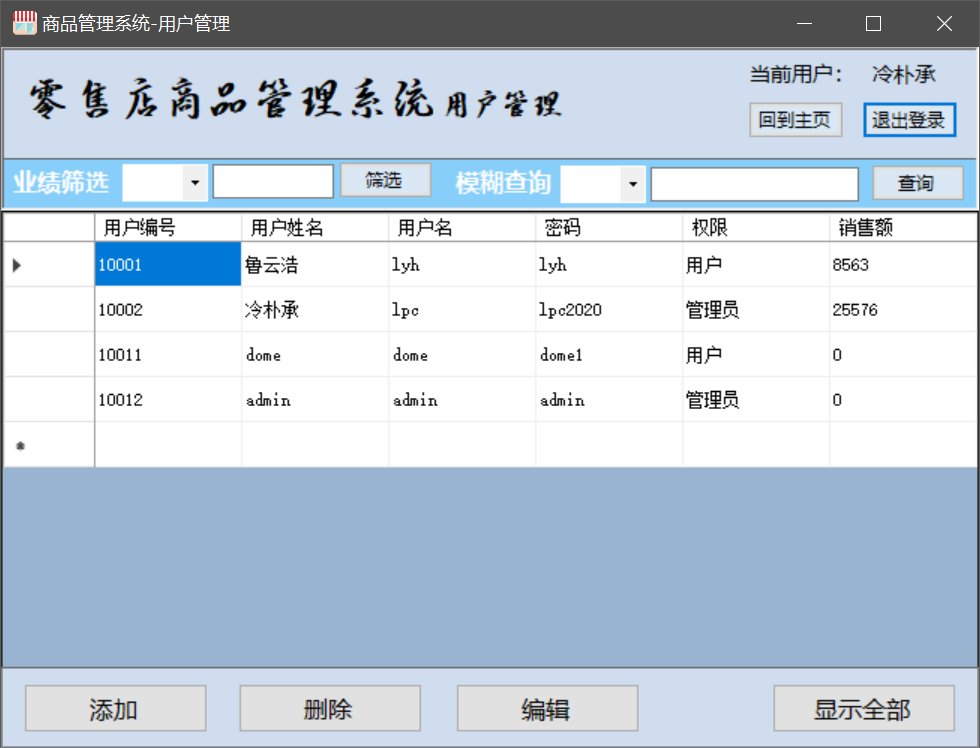 商品管理系统-用户管理
零售店商品管理系统用户管理
当前用户: 冷朴承
回到主页 退出登录
业绩筛选 筛选 模糊查询 查询
用户编号 用户姓名 用户名 密码 权限 销售额
10001 鲁云浩 lyh lyh 用户 8563
10002 冷朴承 lpc lpc2020 管理员 25576
10011 dome dome dome1 用户 0
10012 admin admin admin 管理员 0
添加 删除 编辑 显示全部